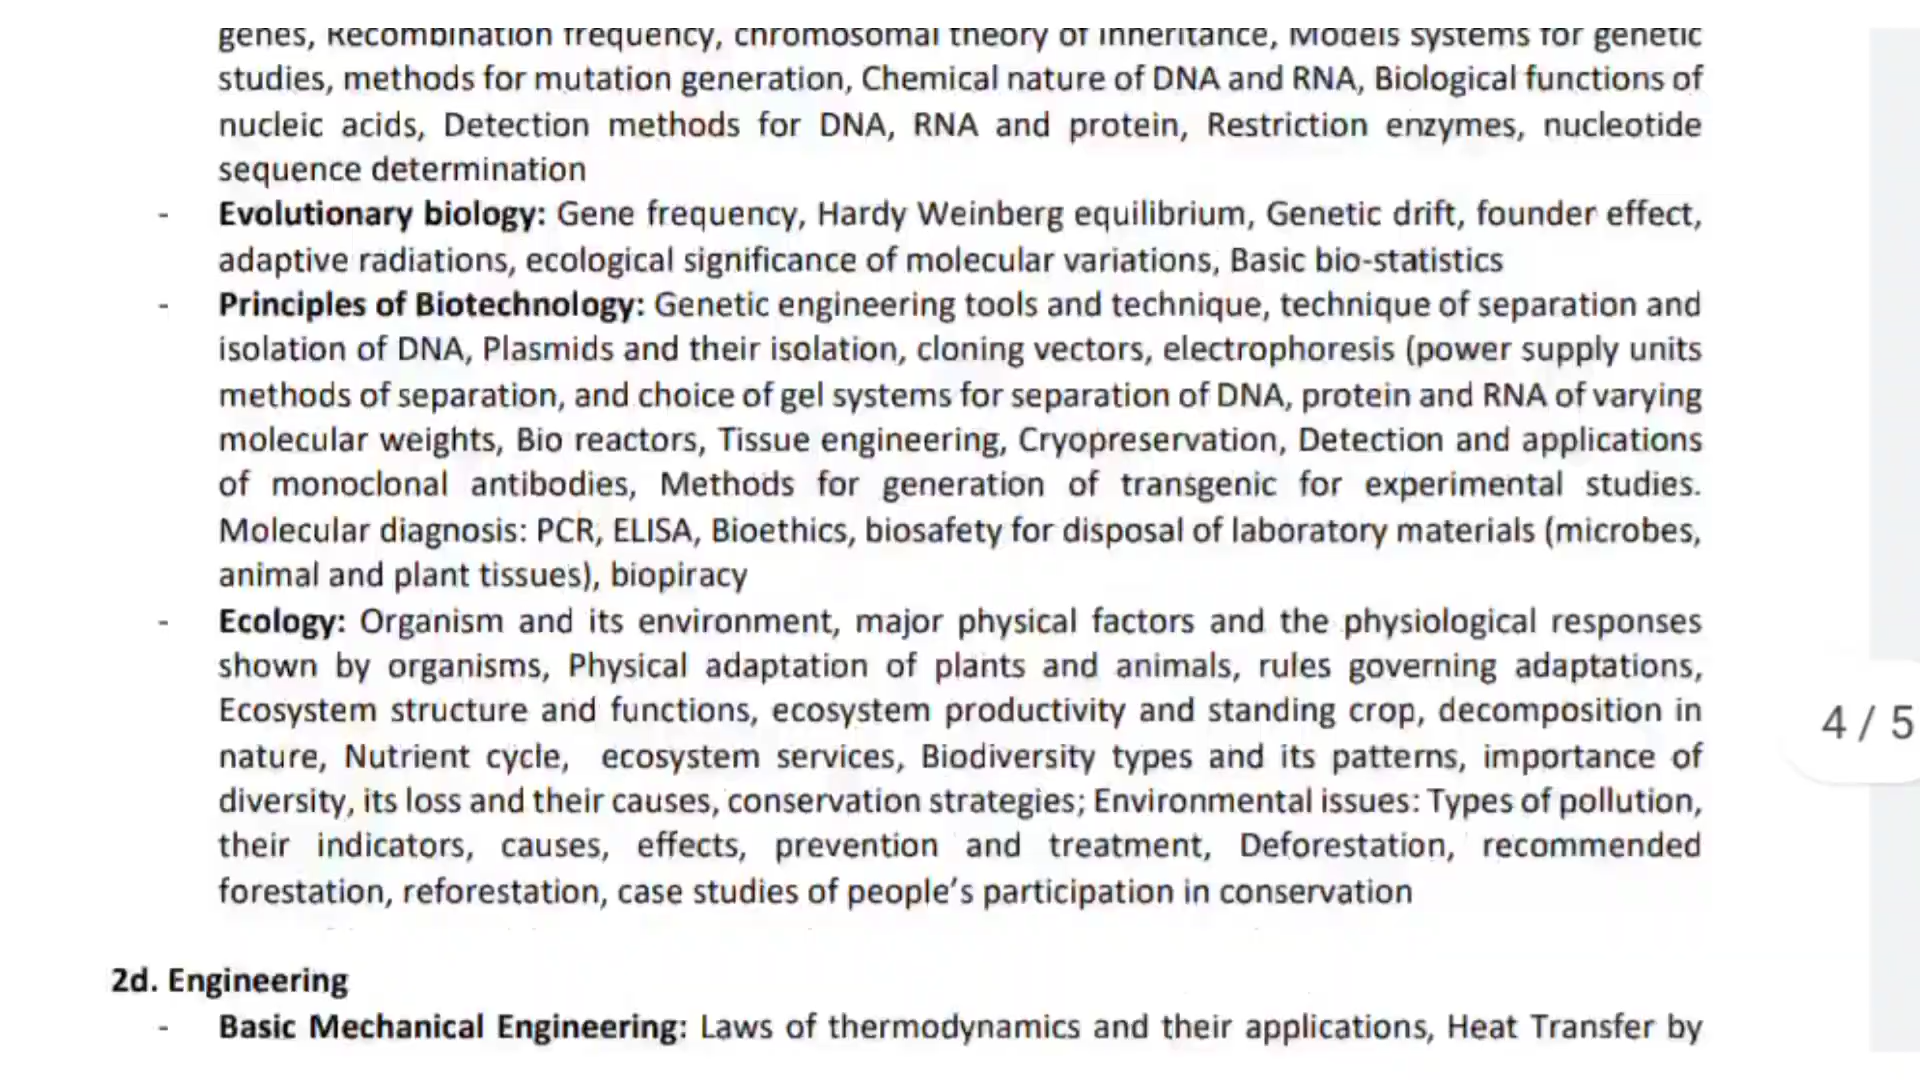 genes, Recombination frequency, chromosomal theory of inheritance, Models systems for genetic
studies, methods for mutation generation, Chemical nature of DNA and RNA, Biological functions of
nucleic acids, Detection methods for DNA, RNA and protein, Restriction enzymes, nucleotide
sequence determination
- Evolutionary biology: Gene frequency, Hardy Weinberg equilibrium, Genetic drift, founder effect,
adaptive radiations, ecological significance of molecular variations, Basic bio-statistics
- Principles of Biotechnology: Genetic engineering tools and technique, technique of separation and
isolation of DNA, Plasmids and their isolation, cloning vectors, electrophoresis (power supply units
methods of separation, and choice of gel systems for separation of DNA, protein and RNA of varying
molecular weights, Bio reactors, Tissue engineering, Cryopreservation, Detection and applications
of monoclonal antibodies, Methods for generation of transgenic for experimental studies.
Molecular diagnosis: PCR, ELISA, Bioethics, biosafety for disposal of laboratory materials (microbes,
animal and plant tissues), biopiracy
- Ecology: Organism and its environment, major physical factors and the physiological responses
shown by organisms, Physical adaptation of plants and animals, rules governing adaptations,
Ecosystem structure and functions, ecosystem productivity and standing crop, decomposition in
nature, Nutrient cycle, ecosystem services, Biodiversity types and its patterns, importance of
diversity, its loss and their causes, conservation strategies; Environmental issues: Types of pollution,
their indicators, causes, effects, prevention and treatment, Deforestation, recommended
forestation, reforestation, case studies of people's participation in conservation
4 / 5
2d. Engineering
- Basic Mechanical Engineering: Laws of thermodynamics and their applications, Heat Transfer by